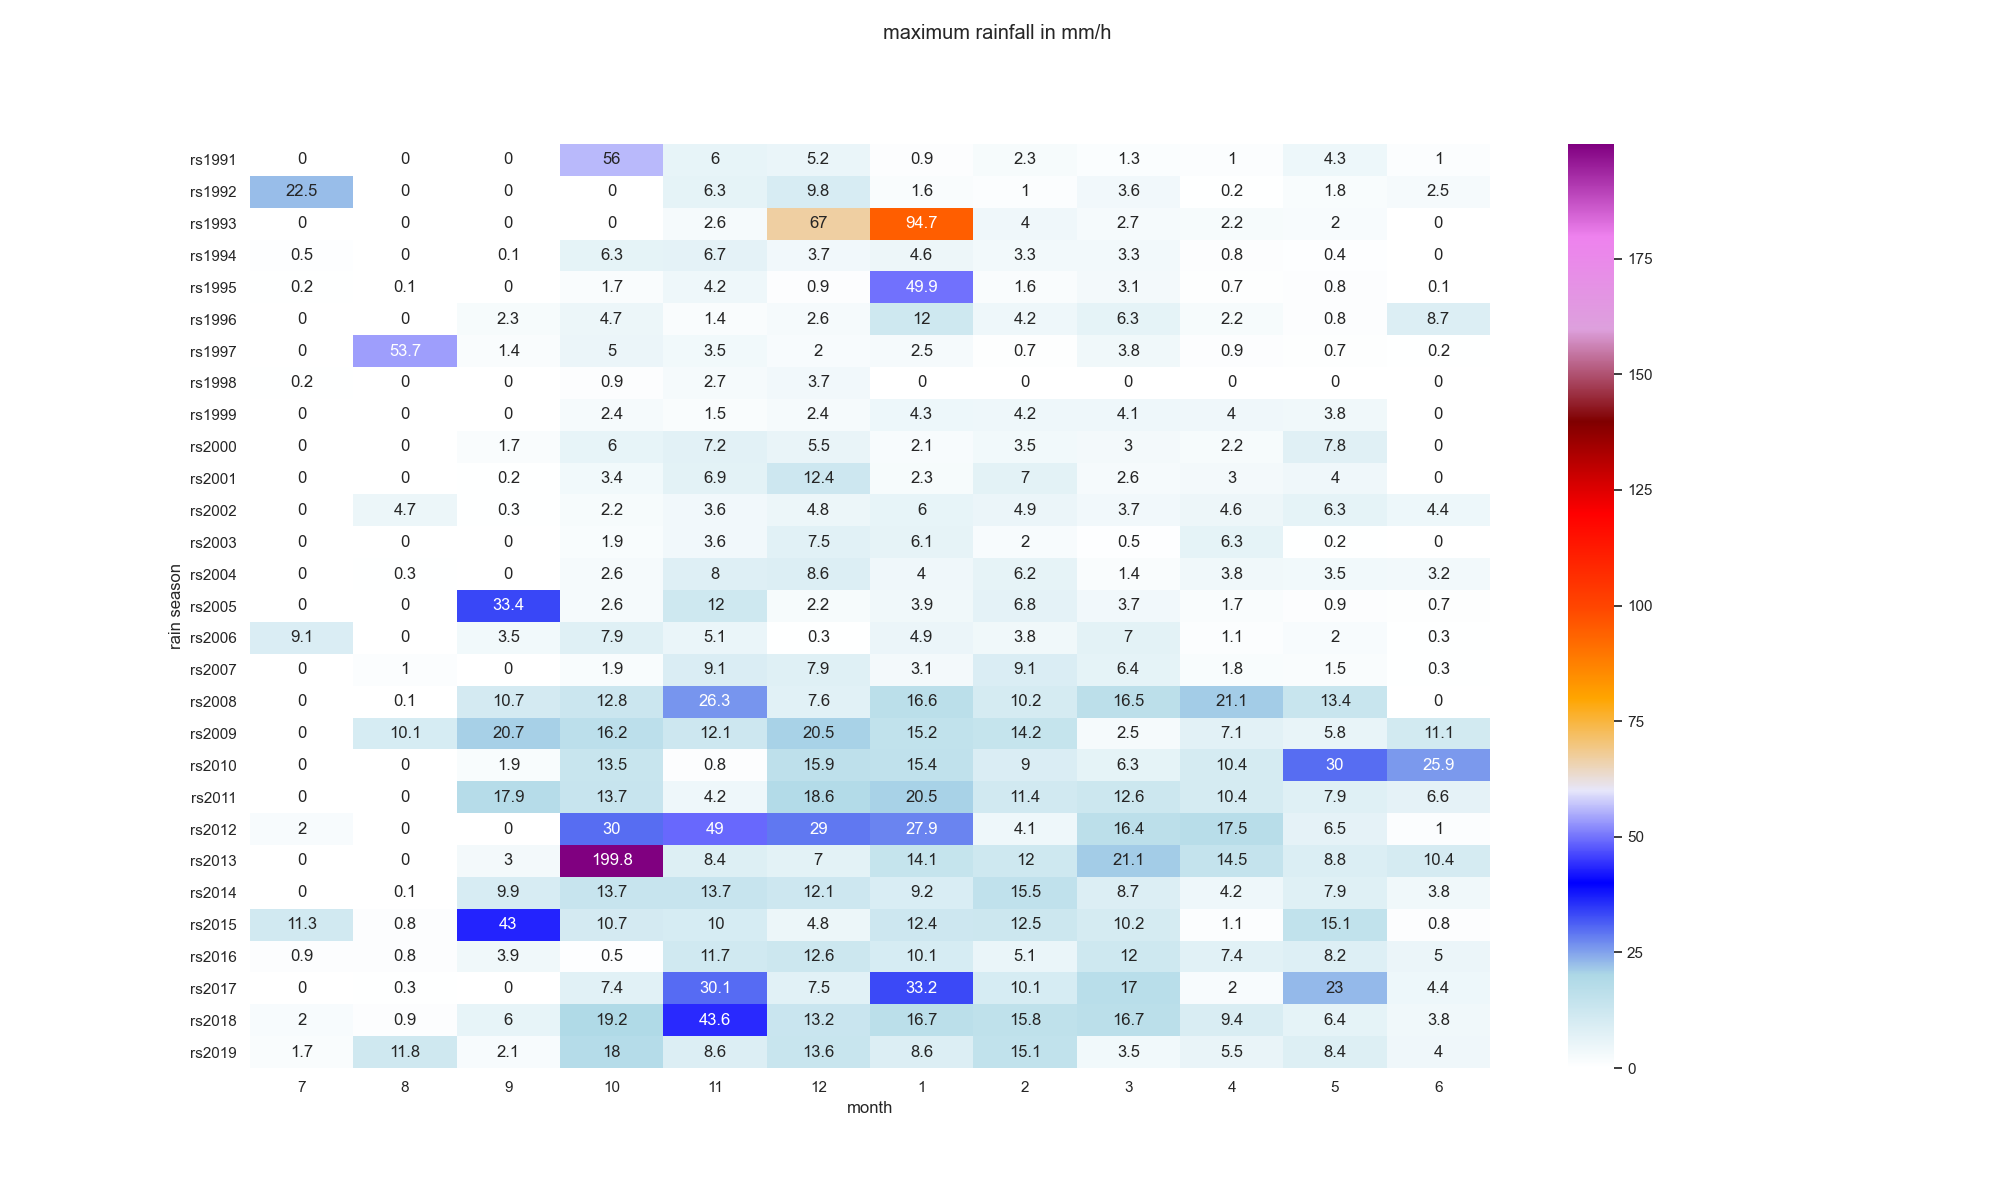 maximum rainfall in mm/h
rs1991 0 0 0 56 6 5.2 0.9 2.3 1.3 1 4.3 1
rs1992 22.5 0 0 0 6.3 9.8 1.6 1 3.6 0.2 1.8 2.5
rs1993 0 0 0 0 2.6 67 94.7 4 2.7 2.2 2 0
rs1994 0.5 0 0.1 6.3 6.7 3.7 4.6 3.3 3.3 0.8 0.4 0
rs1995 0.2 0.1 0 1.7 4.2 0.9 49.9 1.6 3.1 0.7 0.8 0.1
rs1996 0 0 2.3 4.7 1.4 2.6 12 4.2 6.3 2.2 0.8 8.7
rs1997 0 53.7 1.4 5 3.5 2 2.5 0.7 3.8 0.9 0.7 0.2
rs1998 0.2 0 0 0.9 2.7 3.7 0 0 0 0 0 0
rs1999 0 0 0 2.4 1.5 2.4 4.3 4.2 4.1 4 3.8 0
rs2000 0 0 1.7 6 7.2 5.5 2.1 3.5 3 2.2 7.8 0
rs2001 0 0 0.2 3.4 6.9 12.4 2.3 7 2.6 3 4 0
rs2002 0 4.7 0.3 2.2 3.6 4.8 6 4.9 3.7 4.6 6.3 4.4
rs2003 0 0 0 1.9 3.6 7.5 6.1 2 0.5 6.3 0.2 0
rs2004 0 0.3 0 2.6 8 8.6 4 6.2 1.4 3.8 3.5 3.2
rs2005 0 0 33.4 2.6 12 2.2 3.9 6.8 3.7 1.7 0.9 0.7
rs2006 9.1 0 3.5 7.9 5.1 0.3 4.9 3.8 7 1.1 2 0.3
rs2007 0 1 0 1.9 9.1 7.9 3.1 9.1 6.4 1.8 1.5 0.3
rs2008 0 0.1 10.7 12.8 26.3 7.6 16.6 10.2 16.5 21.1 13.4 0
rs2009 0 10.1 20.7 16.2 12.1 20.5 15.2 14.2 2.5 7.1 5.8 11.1
rs2010 0 0 1.9 13.5 0.8 15.9 15.4 9 6.3 10.4 30 25.9
rs2011 0 0 17.9 13.7 4.2 18.6 20.5 11.4 12.6 10.4 7.9 6.6
rs2012 2 0 0 30 49 29 27.9 4.1 16.4 17.5 6.5 1
rs2013 0 0 3 199.8 8.4 7 14.1 12 21.1 14.5 8.8 10.4
rs2014 0 0.1 9.9 13.7 13.7 12.1 9.2 15.5 8.7 4.2 7.9 3.8
rs2015 11.3 0.8 43 10.7 10 4.8 12.4 12.5 10.2 1.1 15.1 0.8
rs2016 0.9 0.8 3.9 0.5 11.7 12.6 10.1 5.1 12 7.4 8.2 5
rs2017 0 0.3 0 7.4 30.1 7.5 33.2 10.1 17 2 23 4.4
rs2018 2 0.9 6 19.2 43.6 13.2 16.7 15.8 16.7 9.4 6.4 3.8
rs2019 1.7 11.8 2.1 18 8.6 13.6 8.6 15.1 3.5 5.5 8.4 4
7 8 9 10 11 12 1 2 3 4 5 6
month
rain season
175
150
125
100
75
50
25
0